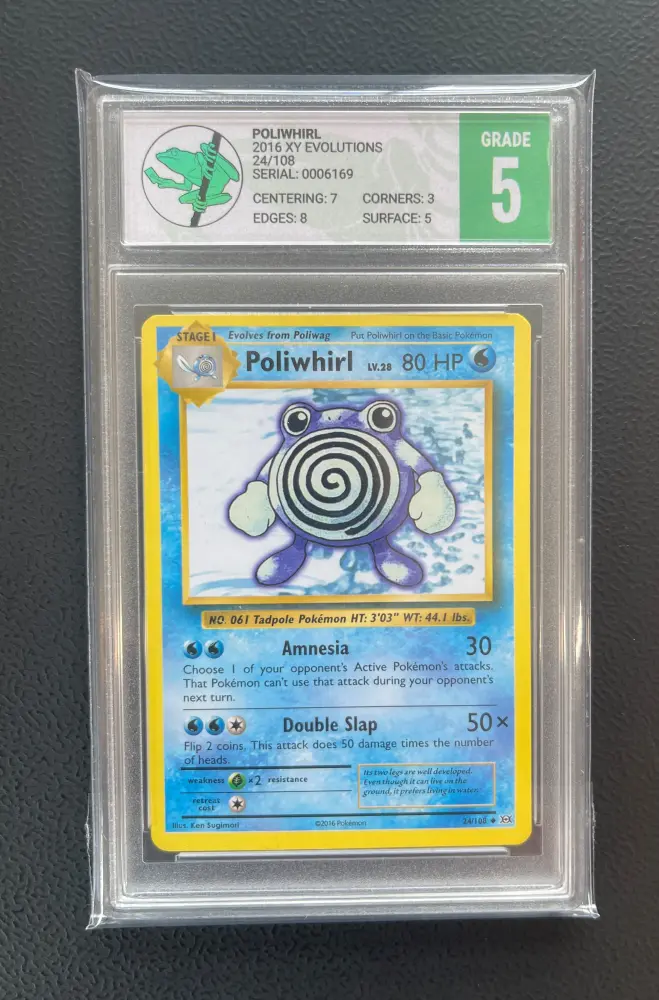 POLIWHIRL
2016 XY EVOLUTIONS
24/108
SERIAL: 0006169
CENTERING: 7 CORNERS: 3
EDGES: 8 SURFACE: 5
GRADE
5
STAGE 1 Evolves from Poliwag Put Poliwhirl on the Basic Pokémon
Poliwhirl LV.28 80 HP
NO. 061 Tadpole Pokémon HT: 3'03" WT: 44.1 lbs.
Amnesia 30
Choose 1 of your opponent's Active Pokémon's attacks.
That Pokémon can't use that attack during your opponent's
next turn.
Double Slap 50×
Flip 2 coins. This attack does 50 damage times the number
of heads.
weakness ×2 resistance
retreat
cost
Its two legs are well developed.
Even though it can live on the
ground, it prefers living in water.
Illus. Ken Sugimori ©2016 Pokémon 24/108